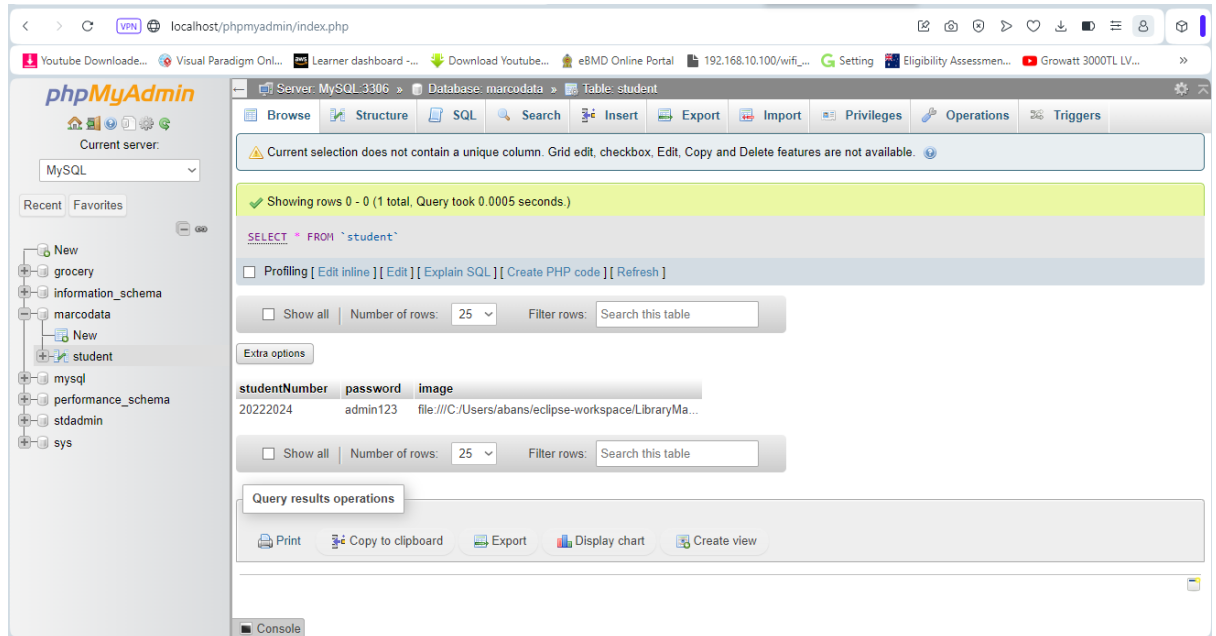 VPN localhost/phpmyadmin/index.php
Youtube Downloade... Visual Paradigm Onl... Learner dashboard -... Download Youtube... eBMD Online Portal 192.168.10.100/wifi_... Setting Eligibility Assessmen... Growatt 3000TL LV... »
phpMyAdmin
Current server:
MySQL
Recent Favorites
New
grocery
information_schema
marcodata
New
student
mysql
performance_schema
stdadmin
sys
Server: MySQL:3306 » Database: marcodata » Table: student
Browse Structure SQL Search Insert Export Import Privileges Operations Triggers
Current selection does not contain a unique column. Grid edit, checkbox, Edit, Copy and Delete features are not available.
Showing rows 0 - 0 (1 total, Query took 0.0005 seconds.)
SELECT * FROM `student`
Profiling [ Edit inline ] [ Edit ] [ Explain SQL ] [ Create PHP code ] [ Refresh ]
Show all | Number of rows: 25 Filter rows: Search this table
Extra options
studentNumber password image
20222024 admin123 file:///C:/Users/abans/eclipse-workspace/LibraryMa...
Show all | Number of rows: 25 Filter rows: Search this table
Query results operations
Print Copy to clipboard Export Display chart Create view
Console